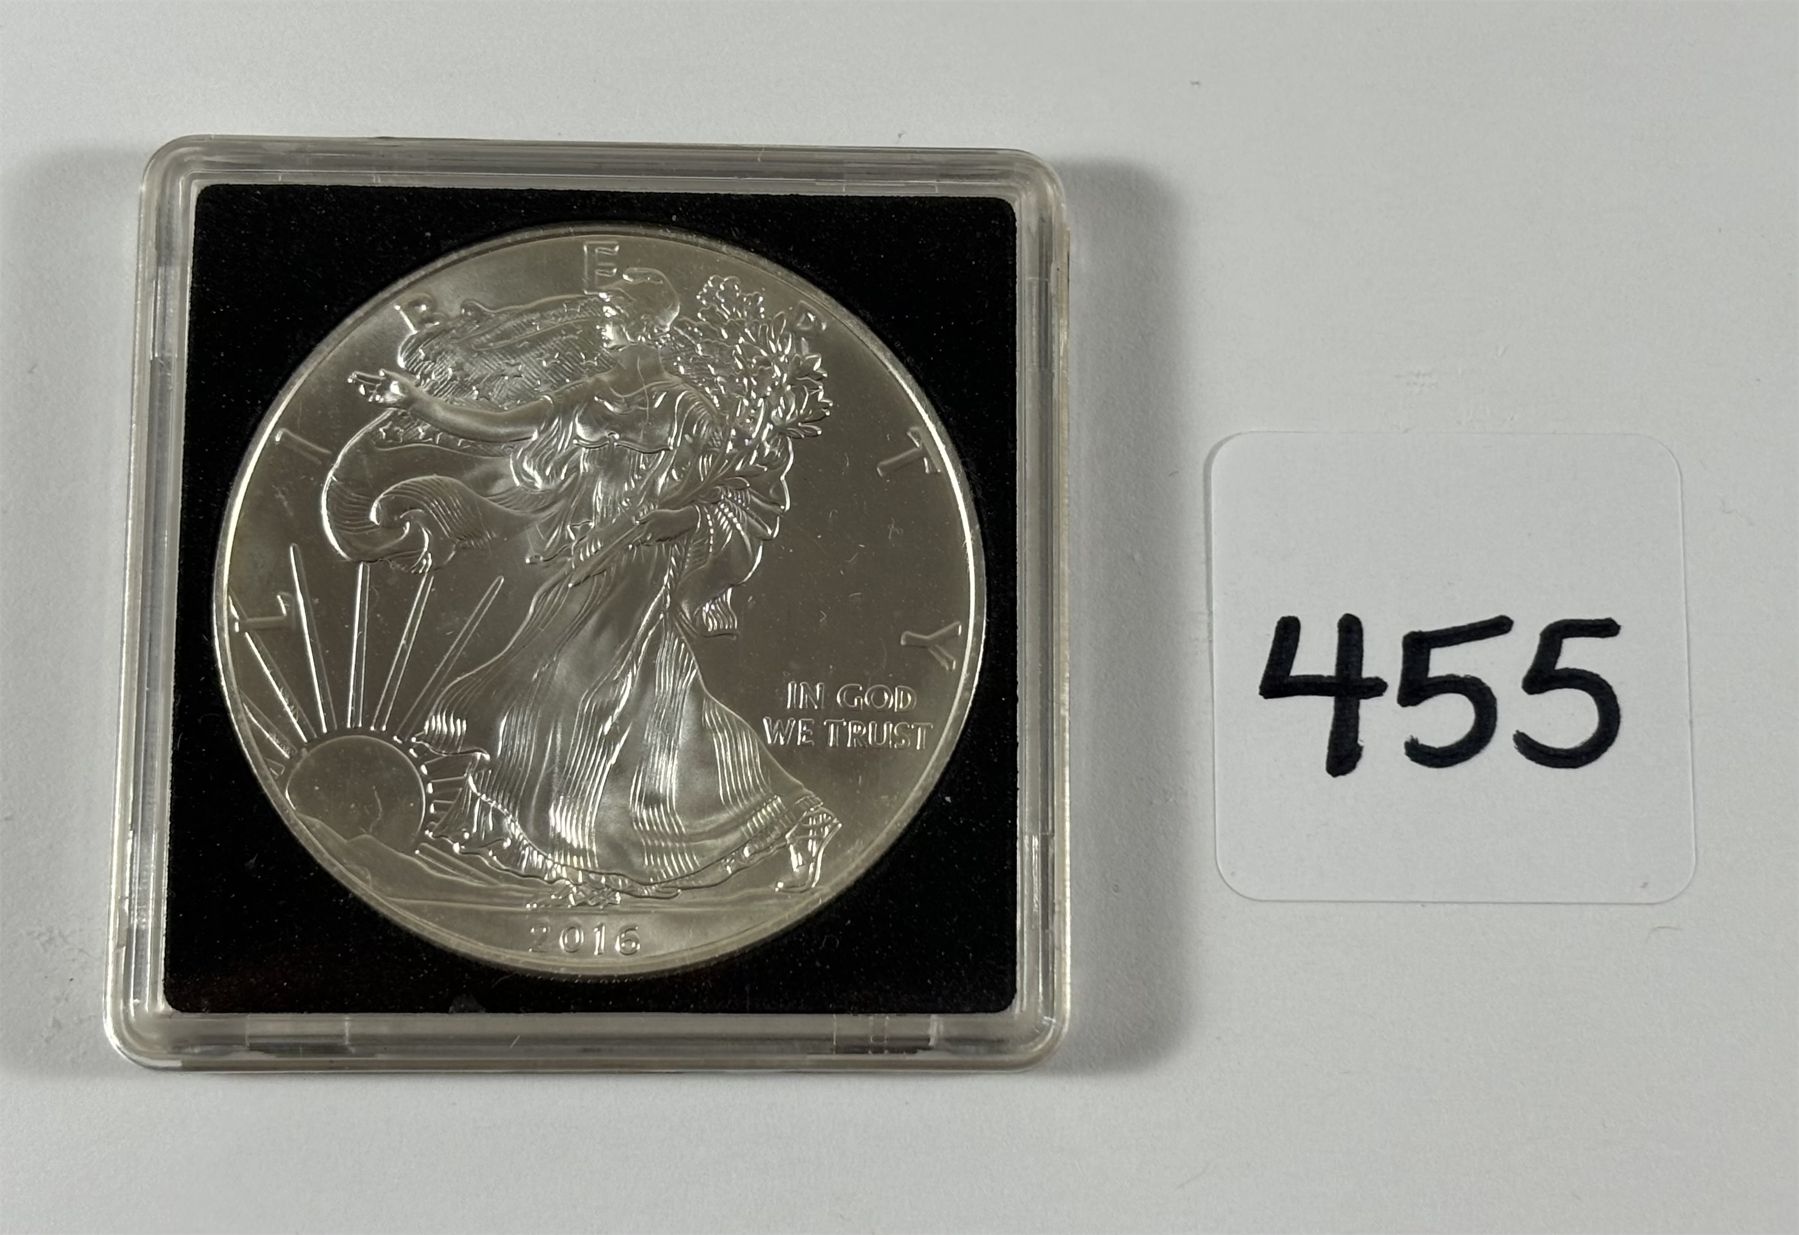 LIBERTY
IN GOD
WE TRUST
2016
455